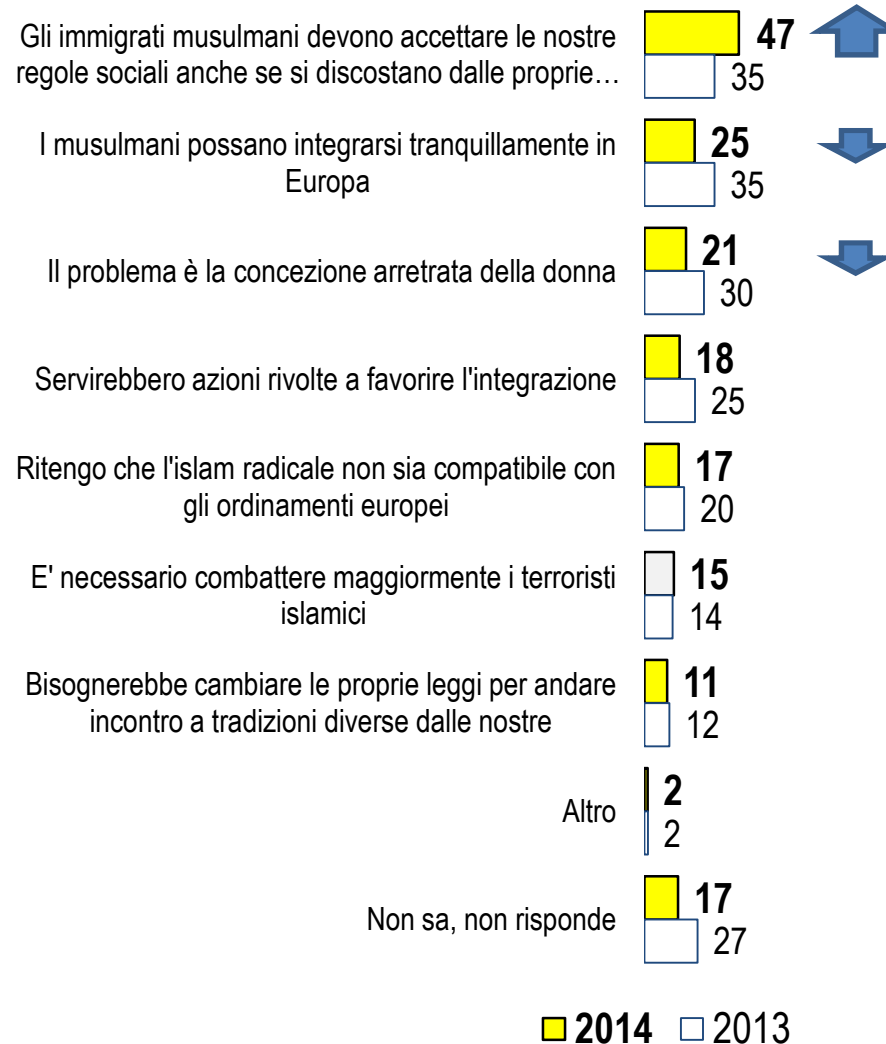 Gli immigrati musulmani devono accettare le nostre
regole sociali anche se si discostano dalle proprie…
47
35
I musulmani possano integrarsi tranquillamente in
Europa
25
35
Il problema è la concezione arretrata della donna
21
30
Servirebbero azioni rivolte a favorire l'integrazione
18
25
Ritengo che l'islam radicale non sia compatibile con
gli ordinamenti europei
17
20
E' necessario combattere maggiormente i terroristi
islamici
15
14
Bisognerebbe cambiare le proprie leggi per andare
incontro a tradizioni diverse dalle nostre
11
12
Altro
2
2
Non sa, non risponde
17
27
2014 2013